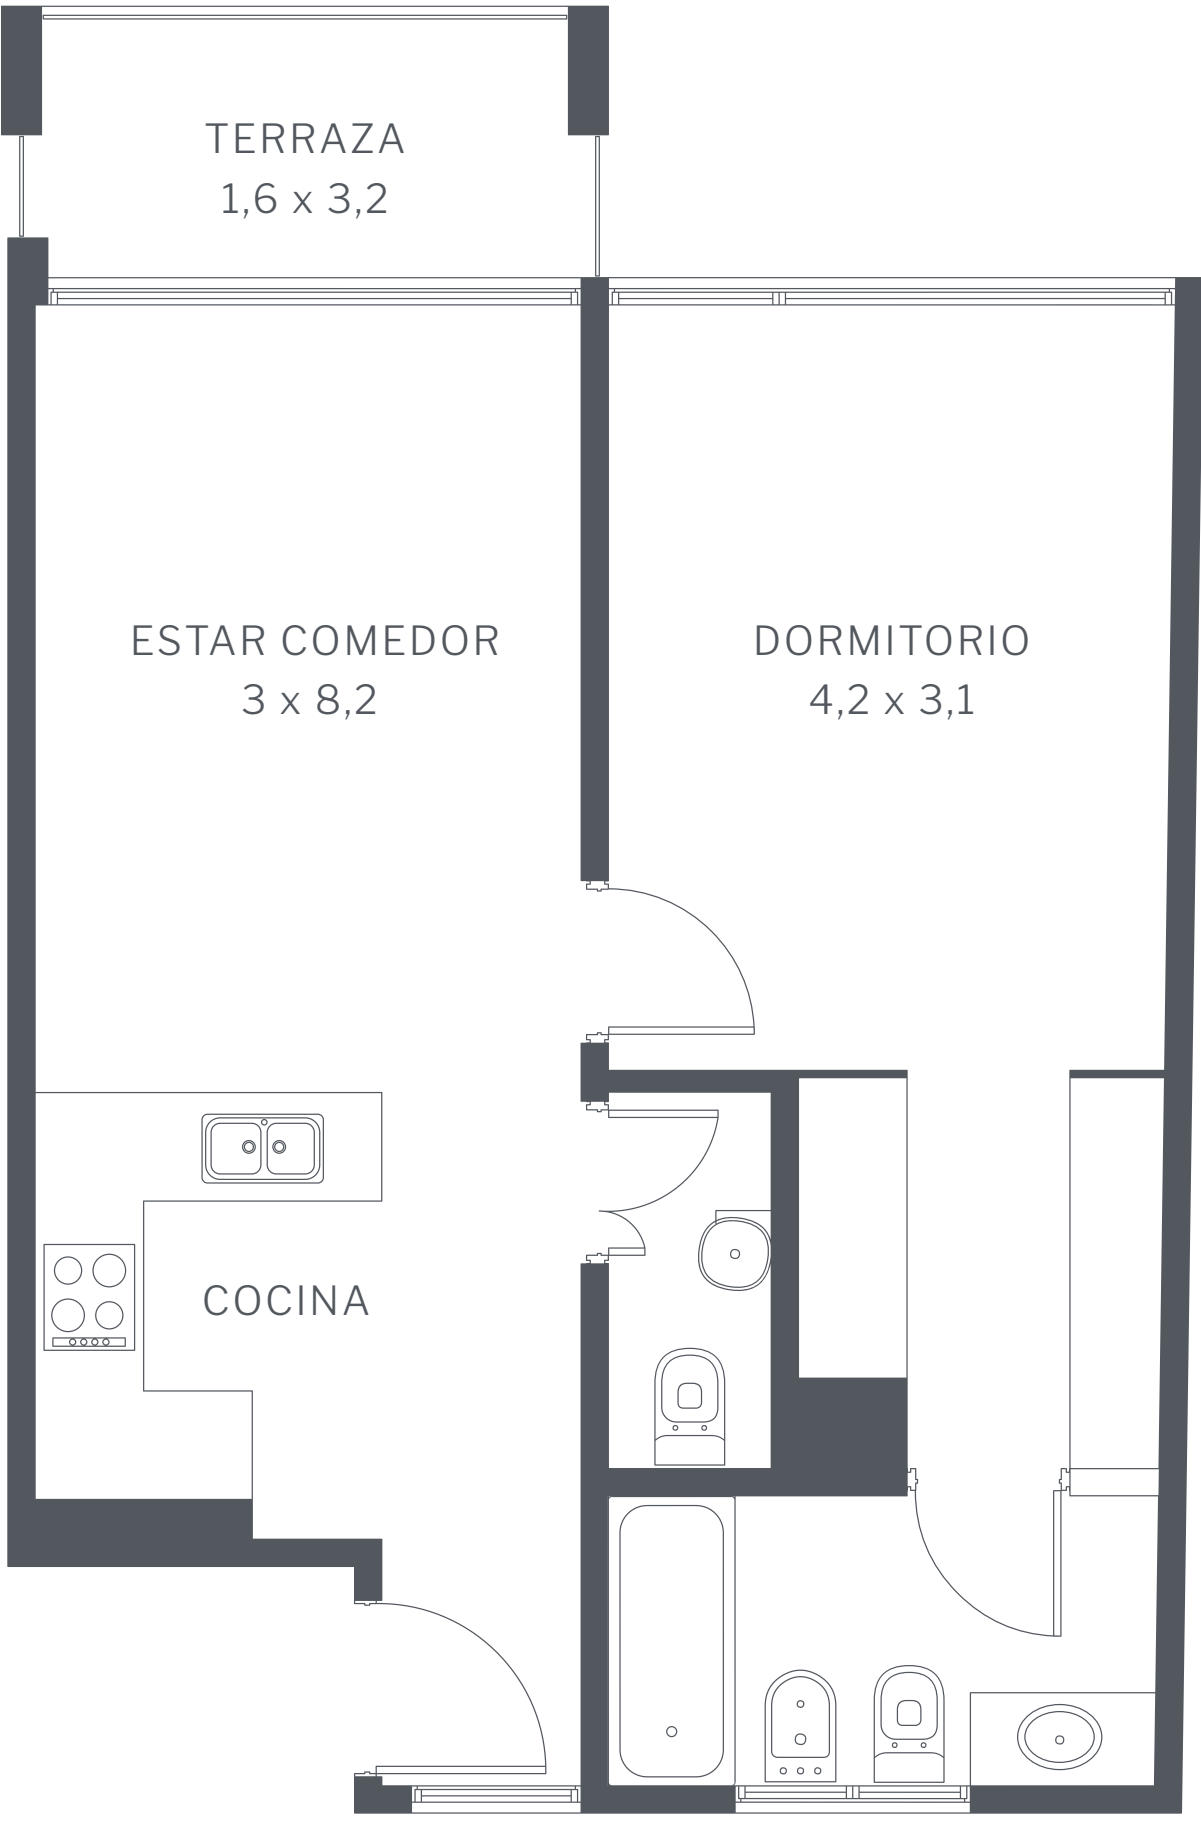 TERRAZA
1,6 x 3,2
ESTAR COMEDOR
3 x 8,2
DORMITORIO
4,2 x 3,1
COCINA